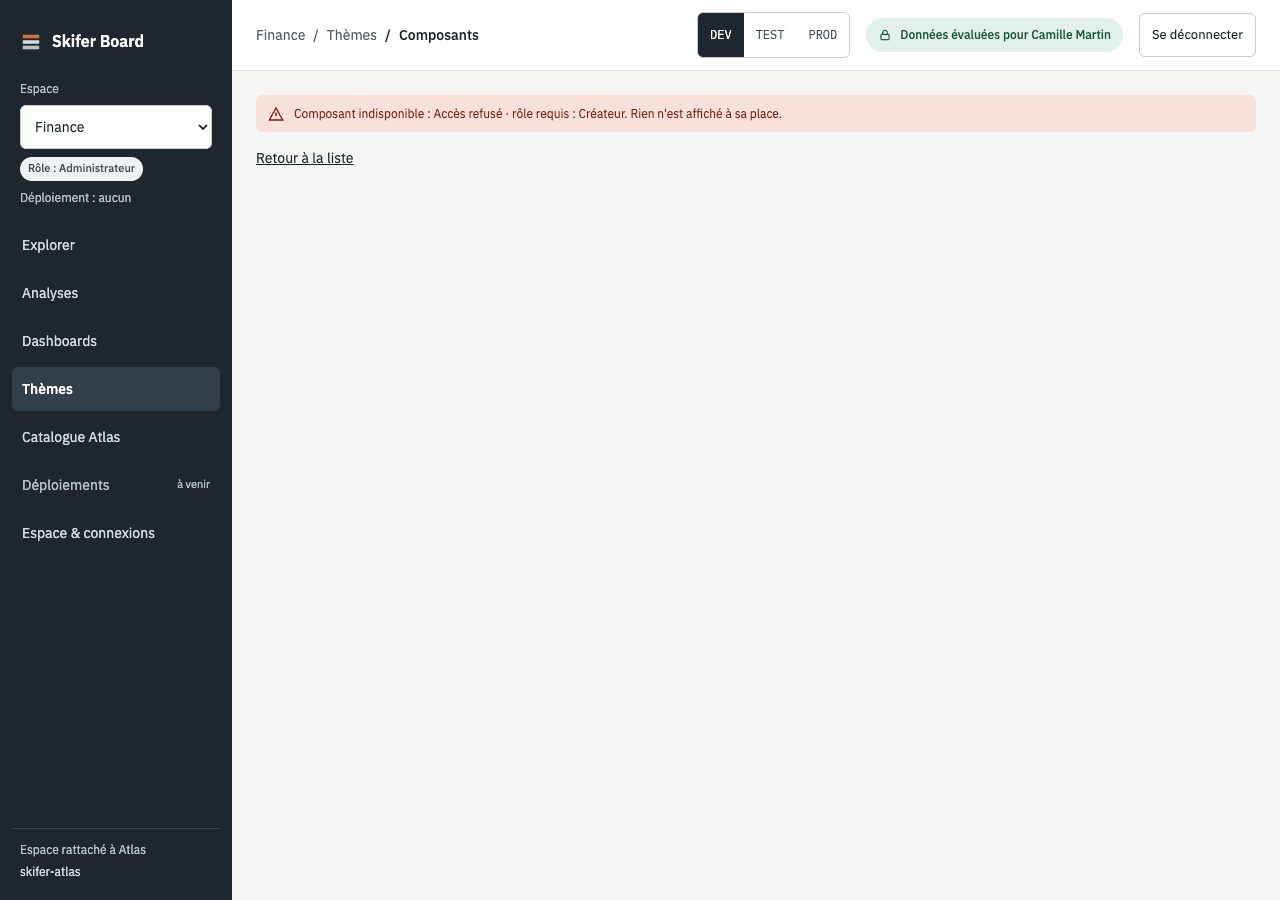 Skifer Board
Espace
Finance
Rôle : Administrateur
Déploiement : aucun
Explorer
Analyses
Dashboards
Thèmes
Catalogue Atlas
Déploiements à venir
Espace & connexions
Espace rattaché à Atlas
skifer-atlas
Finance / Thèmes / Composants
DEV TEST PROD
Données évaluées pour Camille Martin
Se déconnecter
Composant indisponible : Accès refusé · rôle requis : Créateur. Rien n'est affiché à sa place.
Retour à la liste